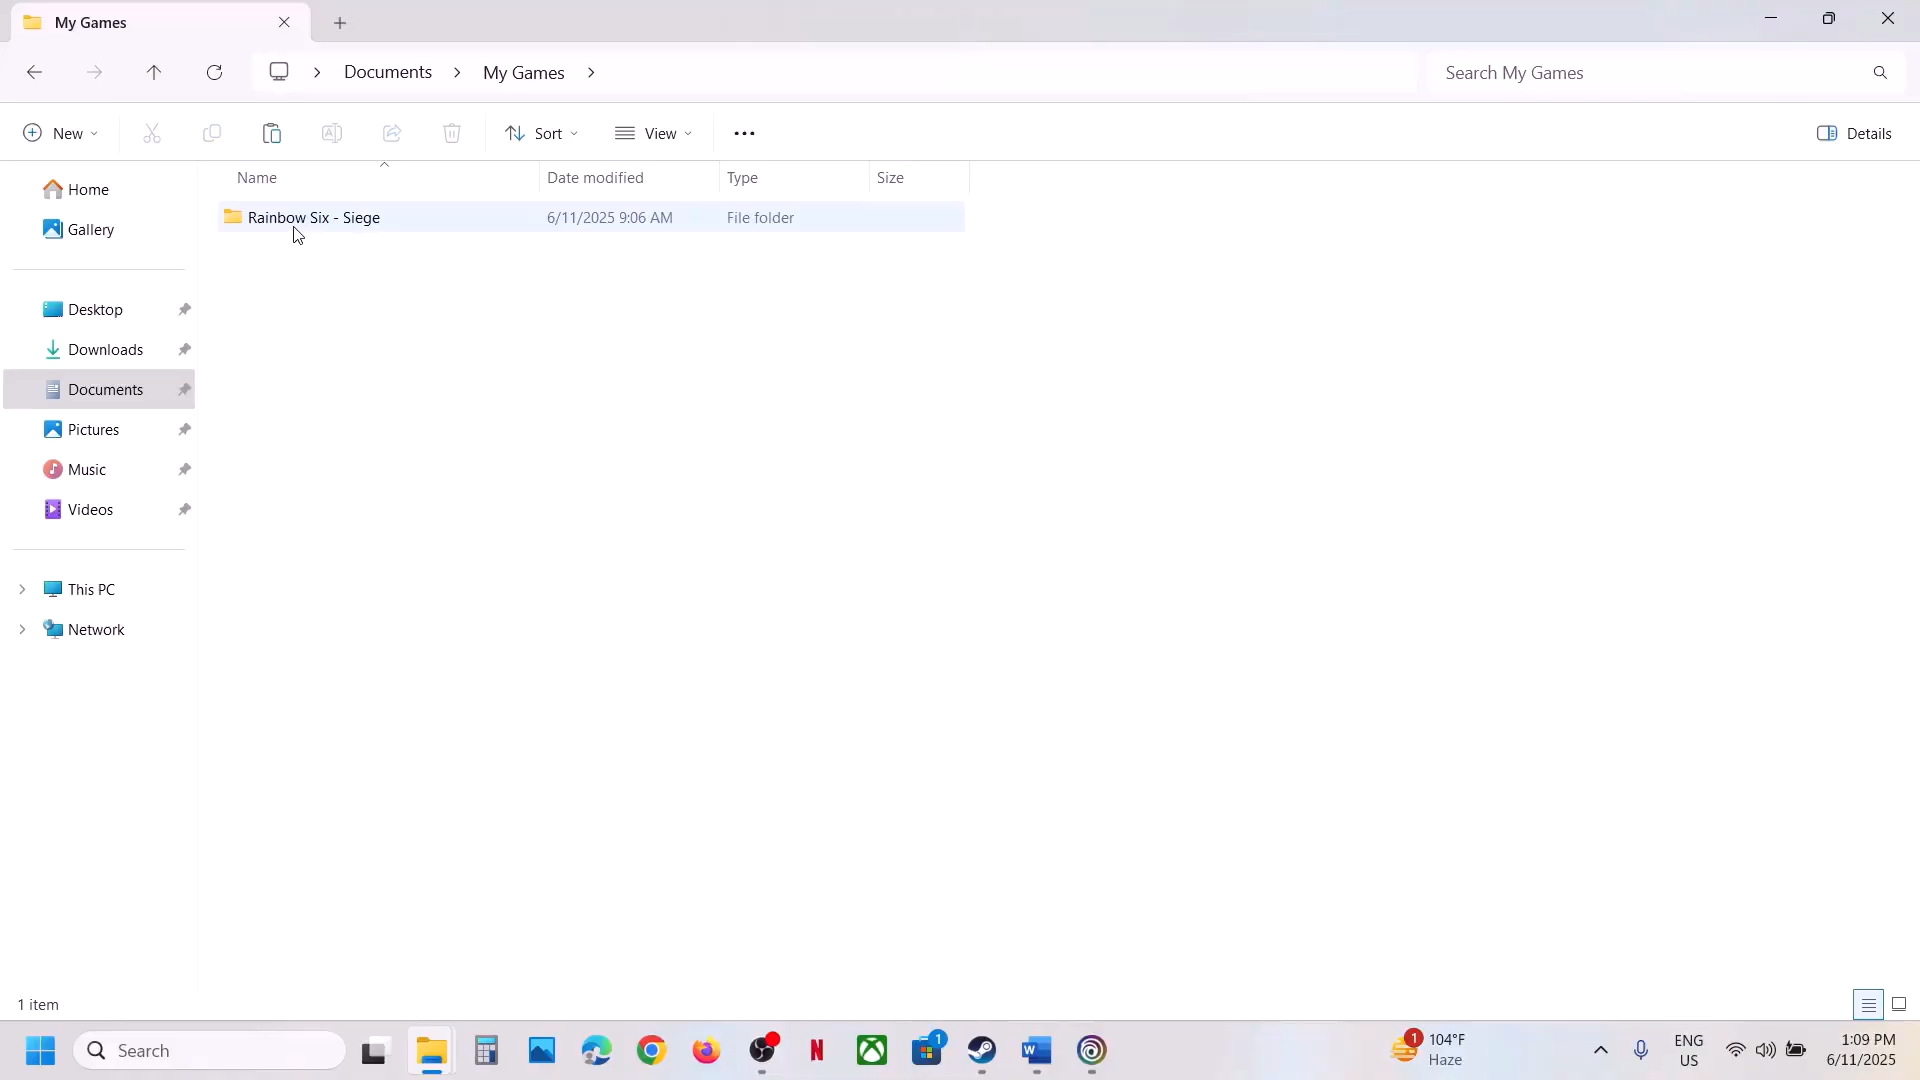 My Games
Documents
My Games
Search My Games
New
Sort
View
Details
Name
Date modified
Type
Size
Rainbow Six - Siege
6/11/2025 9:06 AM
File folder
Home
Gallery
Desktop
Downloads
Documents
Pictures
Music
Videos
This PC
Network
1 item
Search
1
1
104°F
Haze
ENG
US
1:09 PM
6/11/2025